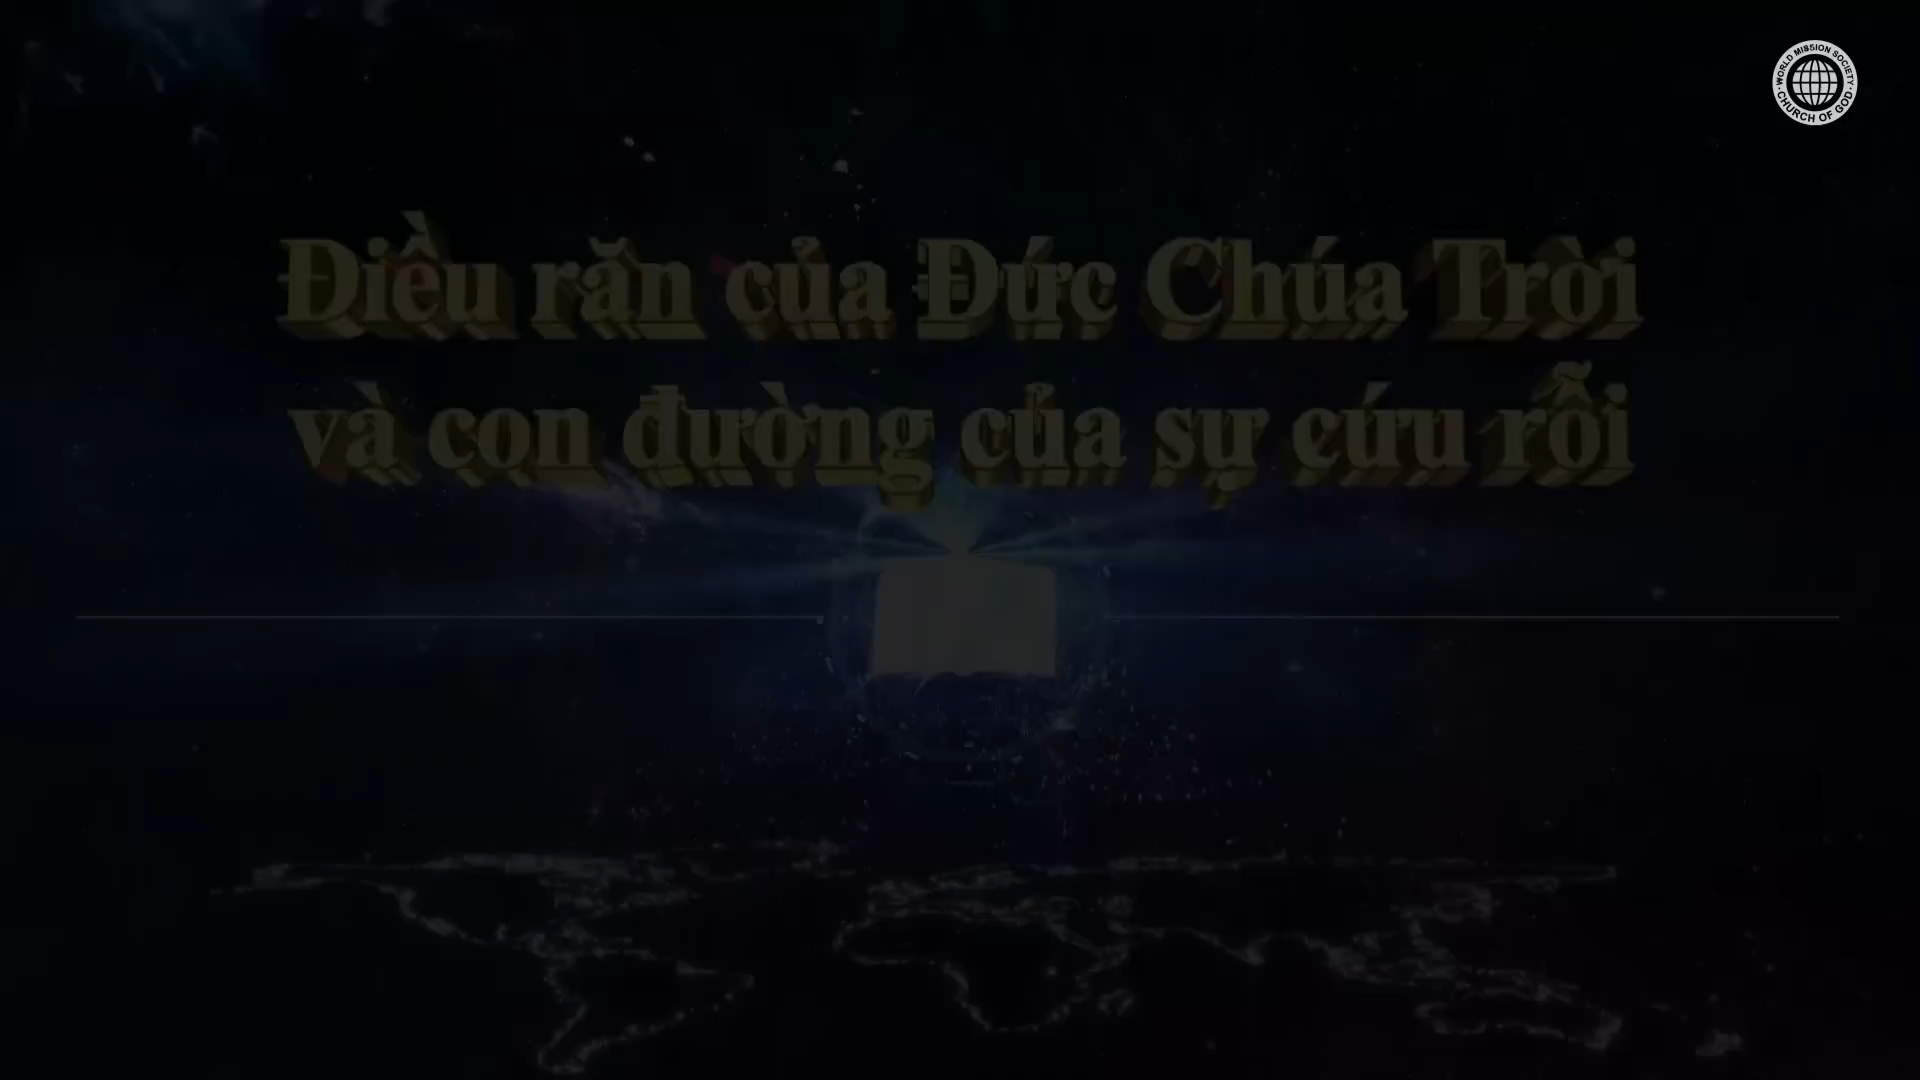 WORLD MISSION SOCIETY
CHURCH OF GOD
Điều răn của Đức Chúa Trời
và con đường của sự cứu rỗi